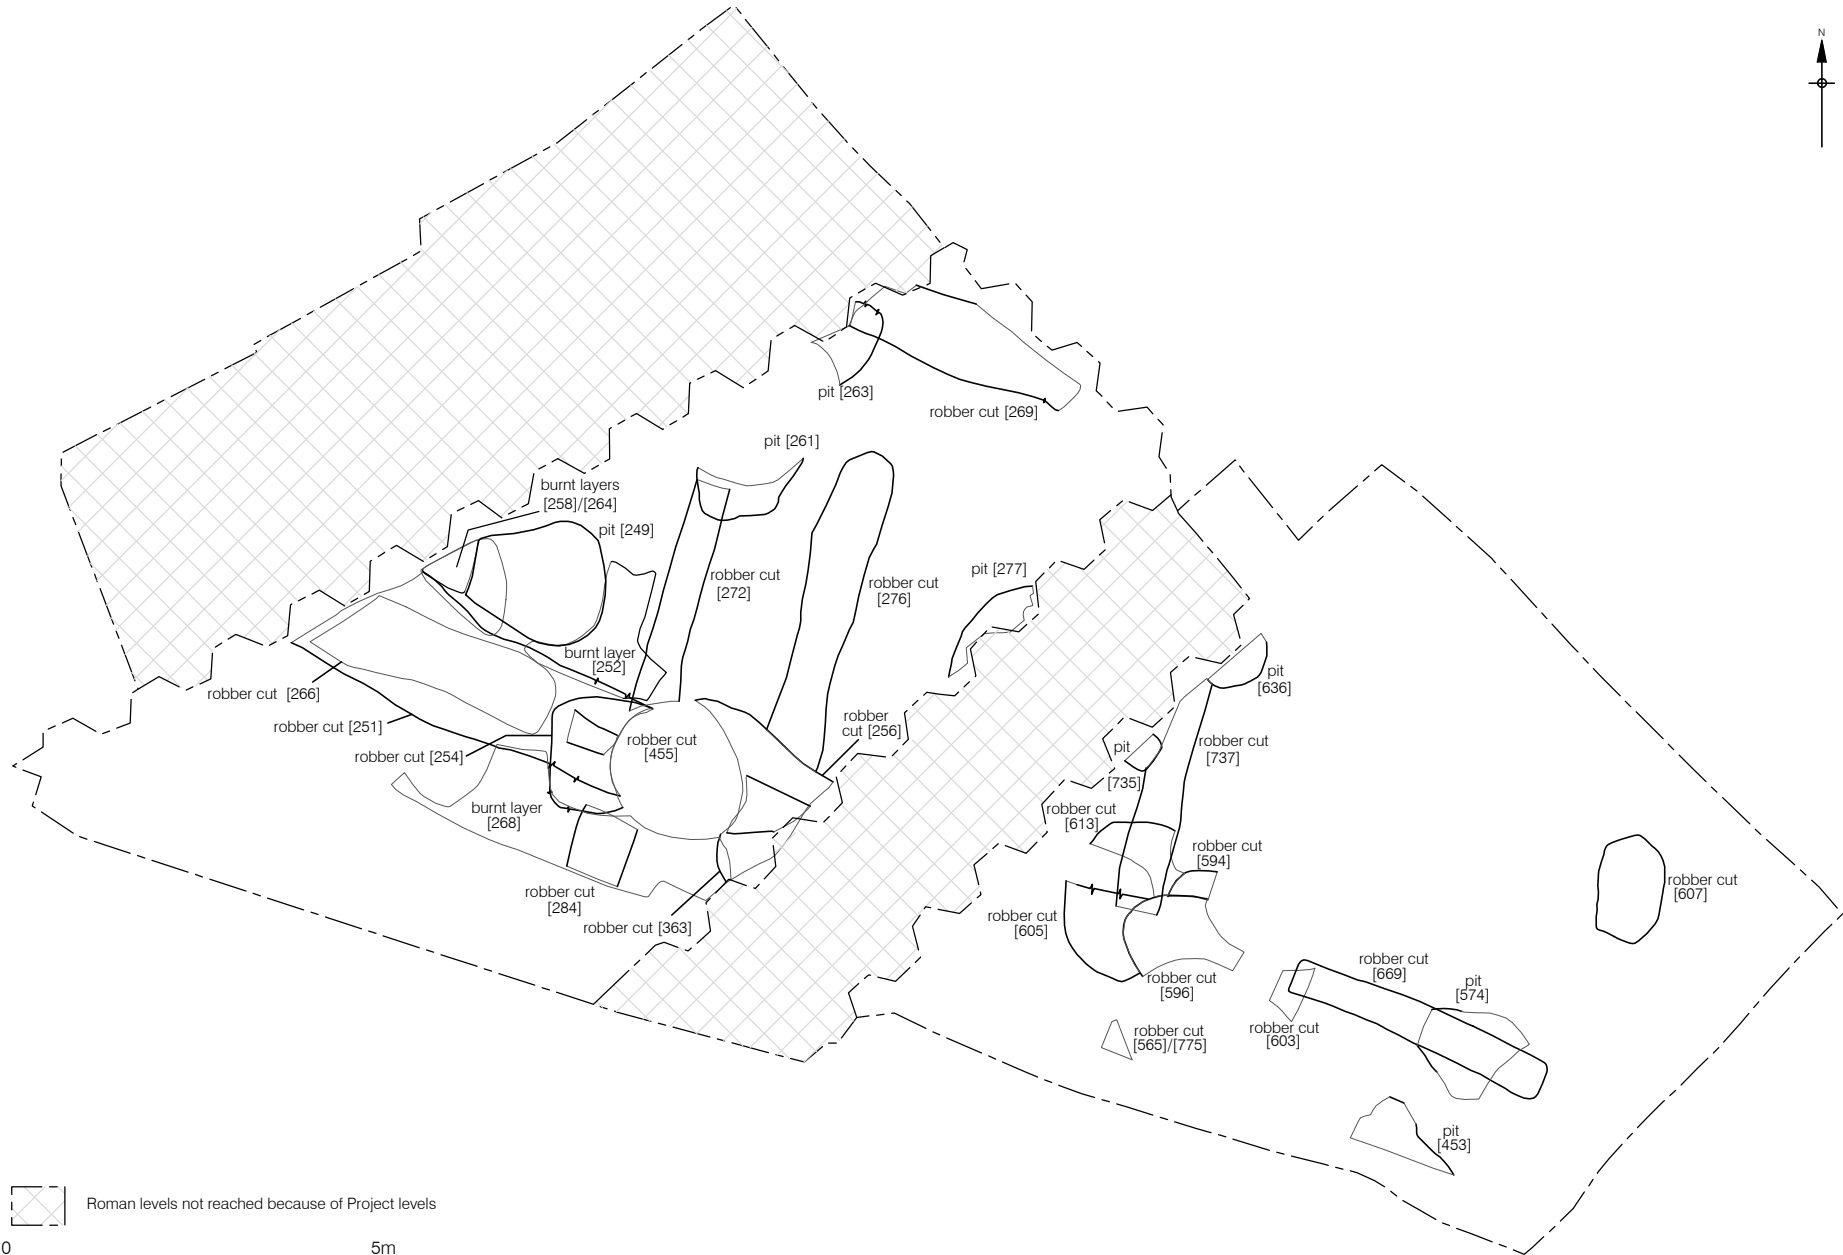 N
pit [263]
robber cut [269]
pit [261]
burnt layers
[258]/[264]
pit [249]
robber cut
[272]
robber cut
[276]
pit [277]
burnt layer
[252]
robber cut [266]
robber cut [251]
robber cut [254]
robber cut
[455]
robber
cut [256]
burnt layer
[268]
robber cut
[284]
robber cut [363]
pit
[636]
robber cut
[737]
pit
[735]
robber cut
[613]
robber cut
[594]
robber cut
[605]
robber cut
[596]
robber cut
[607]
robber cut
[669]
pit
[574]
robber cut
[603]
robber cut
[565]/[775]
pit
[453]
Roman levels not reached because of Project levels
0 5m